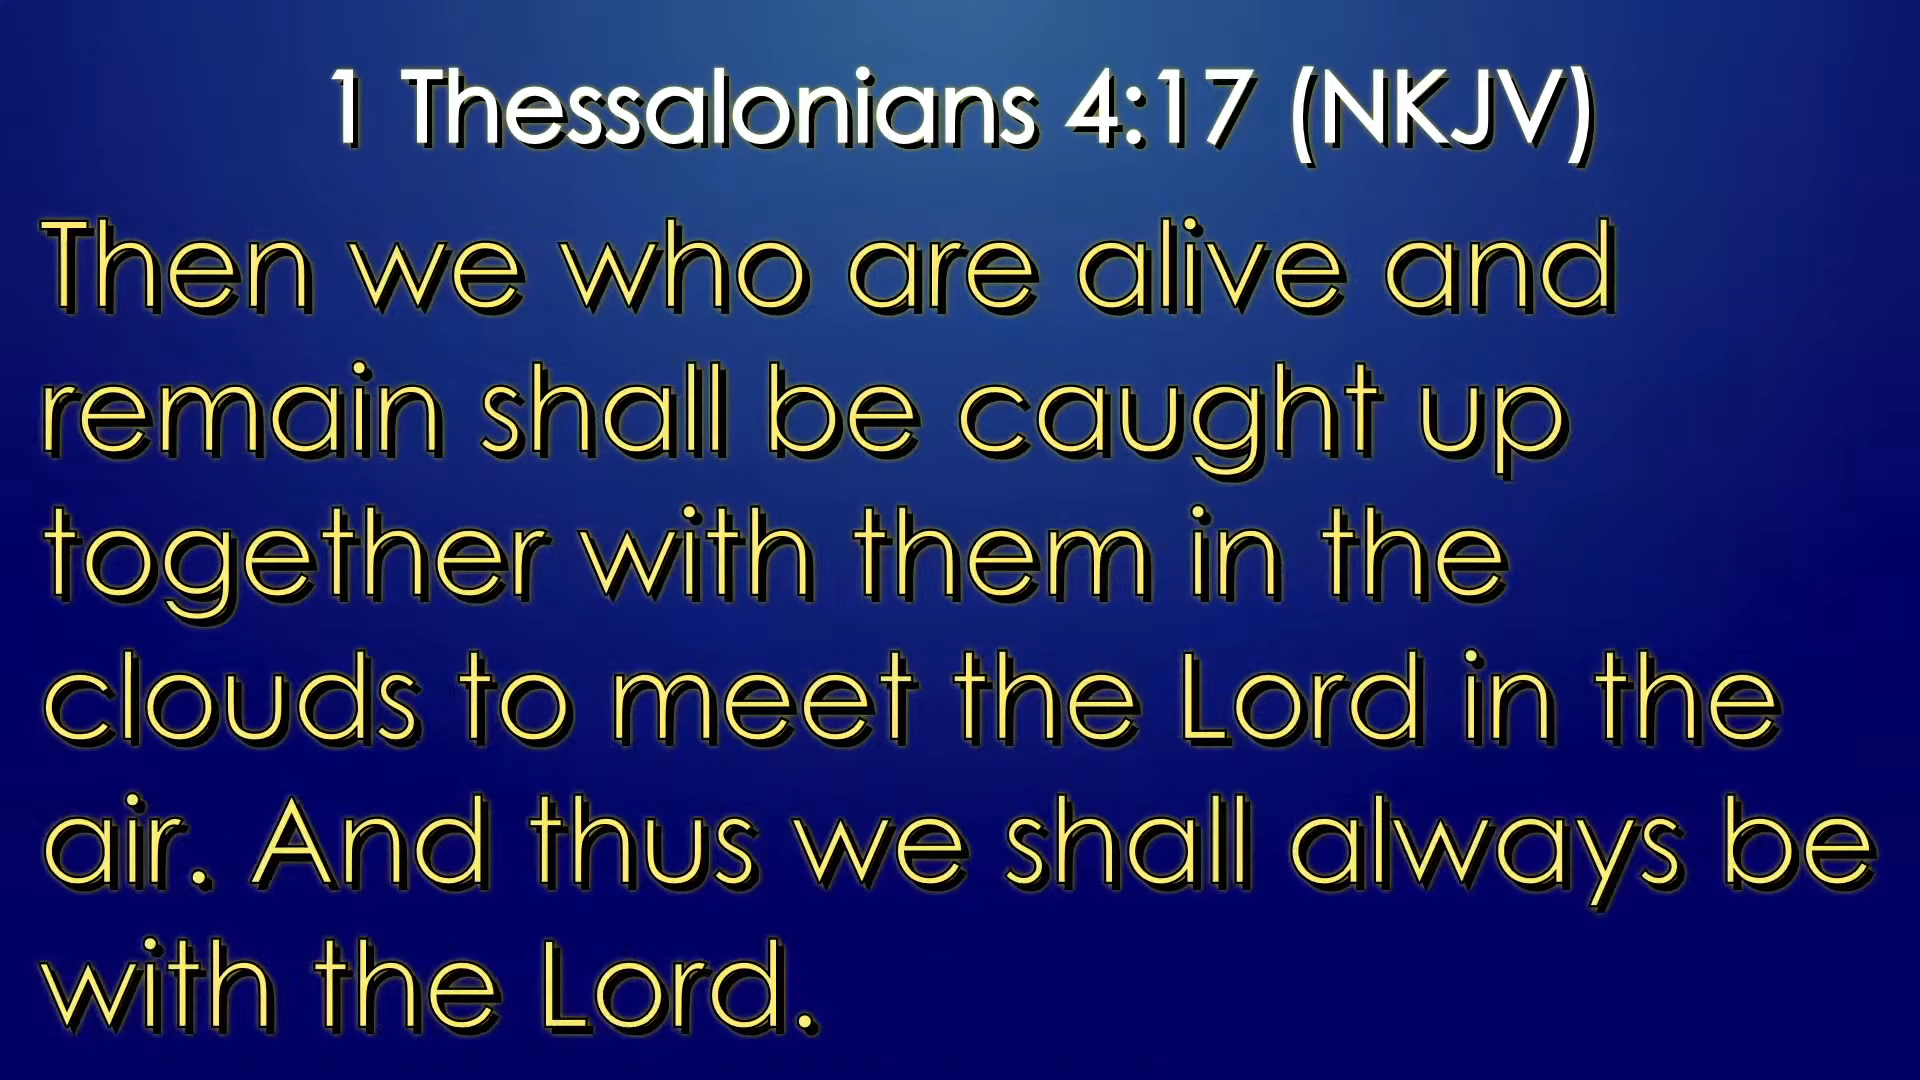 1 Thessalonians 4:17 (NKJV)
Then we who are alive and
remain shall be caught up
together with them in the
clouds to meet the Lord in the
air. And thus we shall always be
with the Lord.